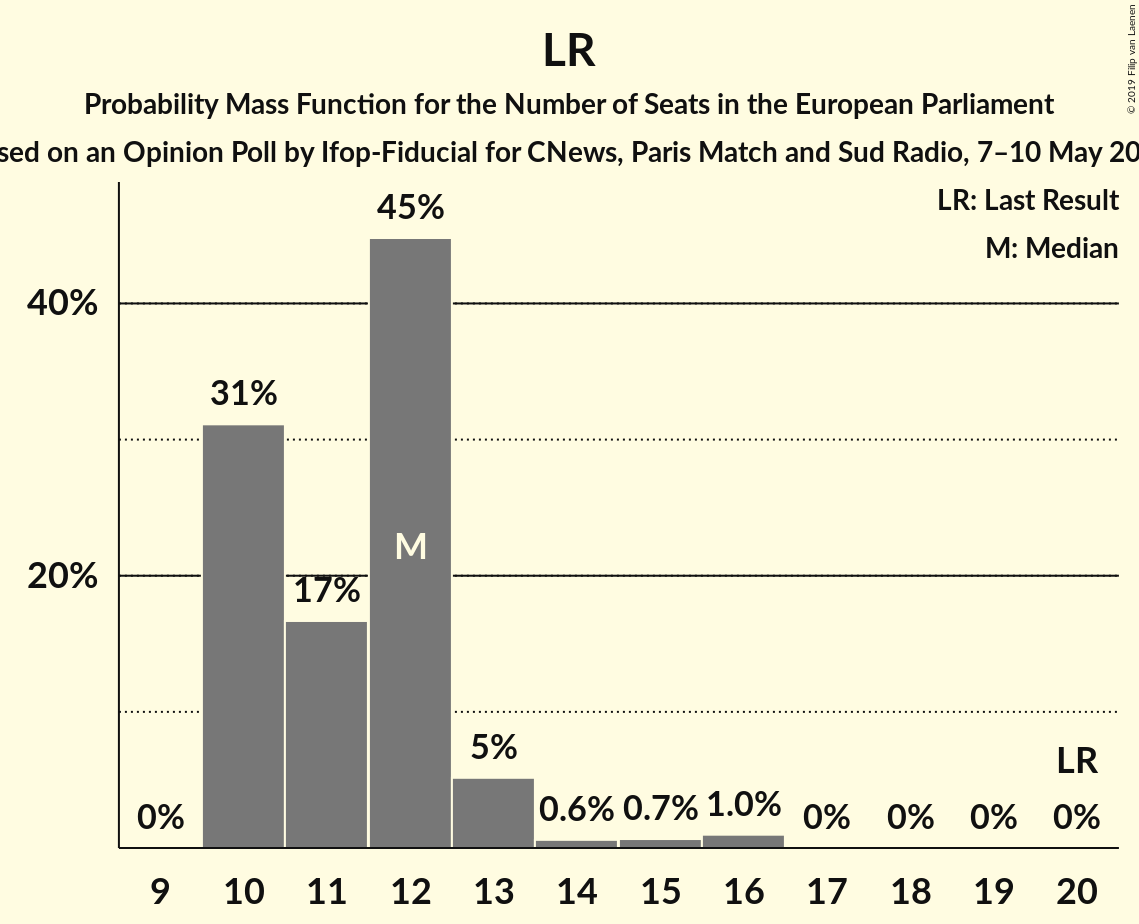 LR
Probability Mass Function for the Number of Seats in the European Parliament
sed on an Opinion Poll by Ifop-Fiducial for CNews, Paris Match and Sud Radio, 7–10 May 20
© 2019 Filip van Laenen
LR: Last Result
M: Median
45%
40%
31%
M
20%
17%
5%
LR
0% 0.6% 0.7% 1.0% 0% 0% 0% 0%
9 10 11 12 13 14 15 16 17 18 19 20